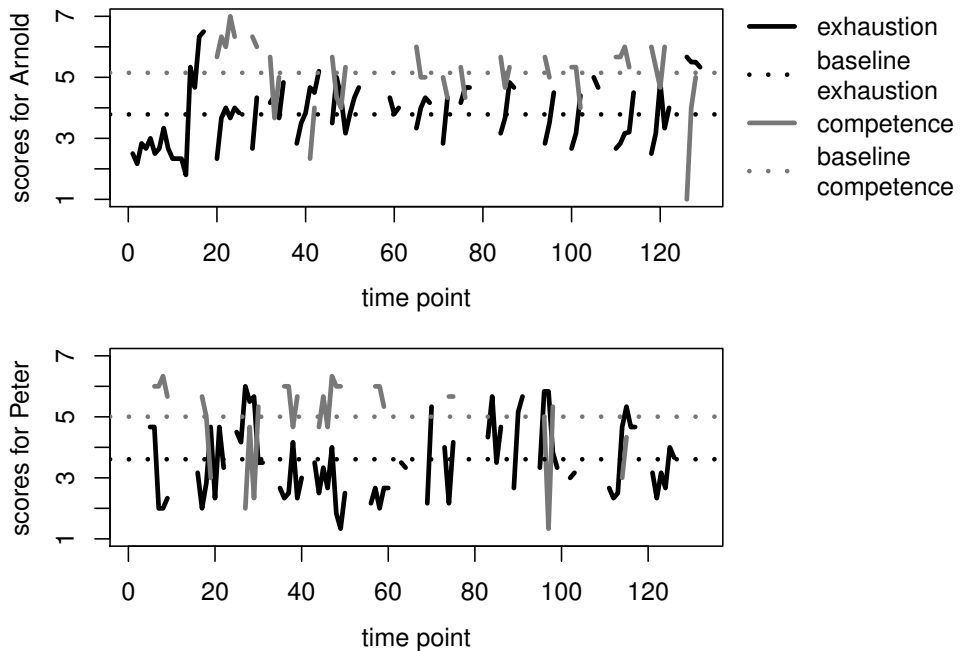 scores for Arnold
7
5
3
1
0 20 40 60 80 100 120
time point
exhaustion
baseline
exhaustion
competence
baseline
competence
scores for Peter
7
5
3
1
0 20 40 60 80 100 120
time point